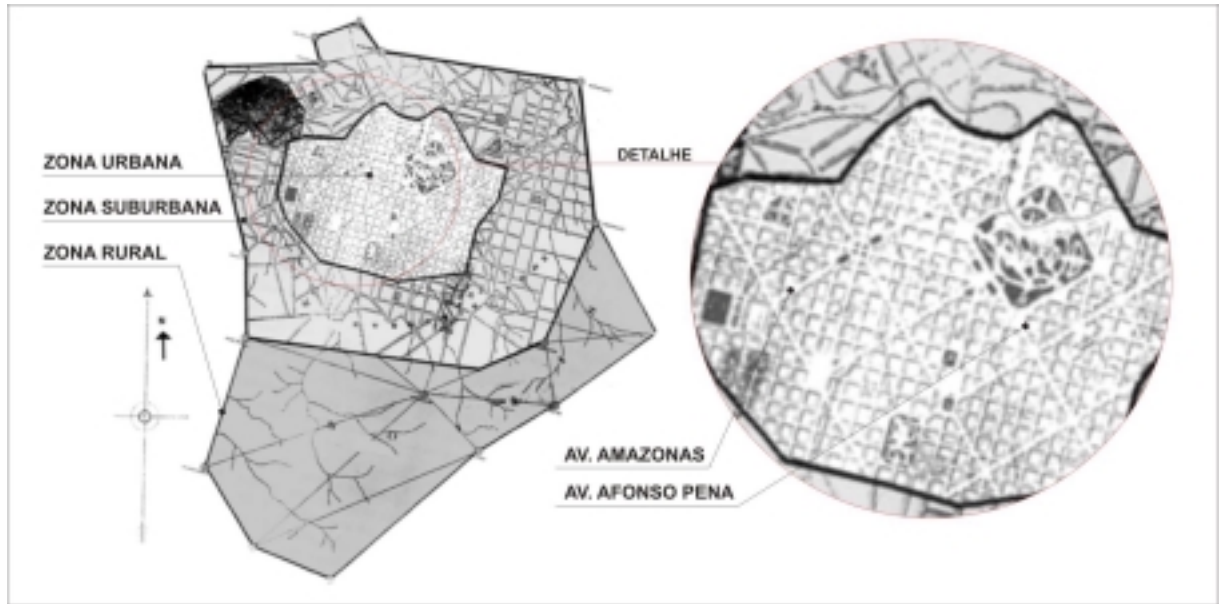 ZONA URBANA
ZONA SUBURBANA
ZONA RURAL
N
DETALHE
AV. AMAZONAS
AV. AFONSO PENA